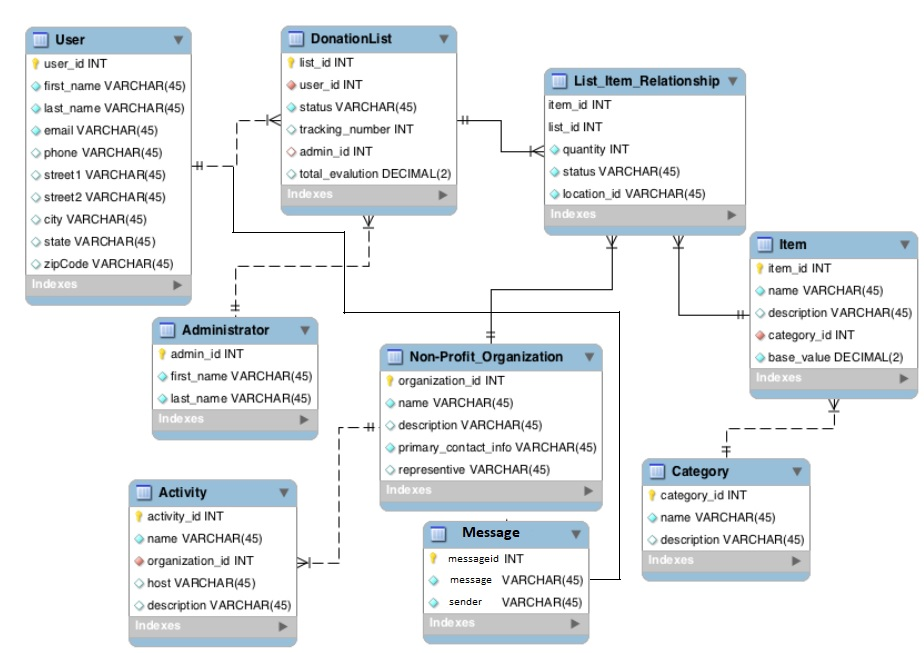 User
user_id INT
first_name VARCHAR(45)
last_name VARCHAR(45)
email VARCHAR(45)
phone VARCHAR(45)
street1 VARCHAR(45)
street2 VARCHAR(45)
city VARCHAR(45)
state VARCHAR(45)
zipCode VARCHAR(45)
Indexes
DonationList
list_id INT
user_id INT
status VARCHAR(45)
tracking_number INT
admin_id INT
total_evalution DECIMAL(2)
Indexes
List_Item_Relationship
item_id INT
list_id INT
quantity INT
status VARCHAR(45)
location_id VARCHAR(45)
Indexes
Item
item_id INT
name VARCHAR(45)
description VARCHAR(45)
category_id INT
base_value DECIMAL(2)
Indexes
Administrator
admin_id INT
first_name VARCHAR(45)
last_name VARCHAR(45)
Indexes
Non-Profit_Organization
organization_id INT
name VARCHAR(45)
description VARCHAR(45)
primary_contact_info VARCHAR(45)
representive VARCHAR(45)
Indexes
Category
category_id INT
name VARCHAR(45)
description VARCHAR(45)
Indexes
Activity
activity_id INT
name VARCHAR(45)
organization_id INT
host VARCHAR(45)
description VARCHAR(45)
Indexes
Message
messageid INT
message VARCHAR(45)
sender VARCHAR(45)
Indexes